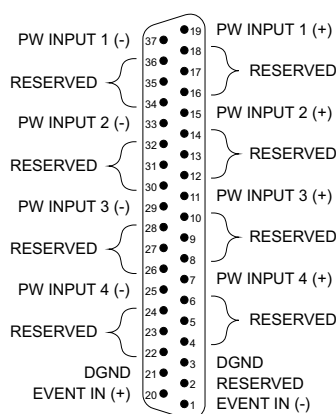 PW INPUT 1 (-) 37 19 PW INPUT 1 (+)
36 18
RESERVED 35 17 RESERVED
34 16
PW INPUT 2 (-) 33 15 PW INPUT 2 (+)
32 14
RESERVED 31 13 RESERVED
30 12
PW INPUT 3 (-) 29 11 PW INPUT 3 (+)
28 10
RESERVED 27 9 RESERVED
26 8
PW INPUT 4 (-) 25 7 PW INPUT 4 (+)
24 6
RESERVED 23 5 RESERVED
22 4
DGND 21 3 DGND
EVENT IN (+) 20 2 RESERVED
1 EVENT IN (-)